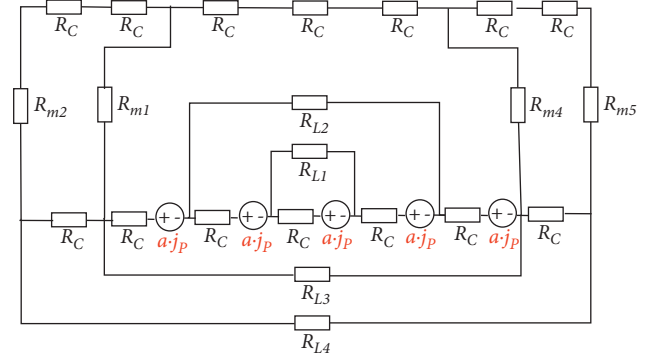 R_C R_C R_C R_C R_C R_C R_C
R_m2 R_m1 R_m4 R_m5
R_L2
R_L1
+ - + - + - + - + -
R_C R_C a·j_P R_C a·j_P R_C a·j_P R_C a·j_P R_C a·j_P R_C
R_L3
R_L4